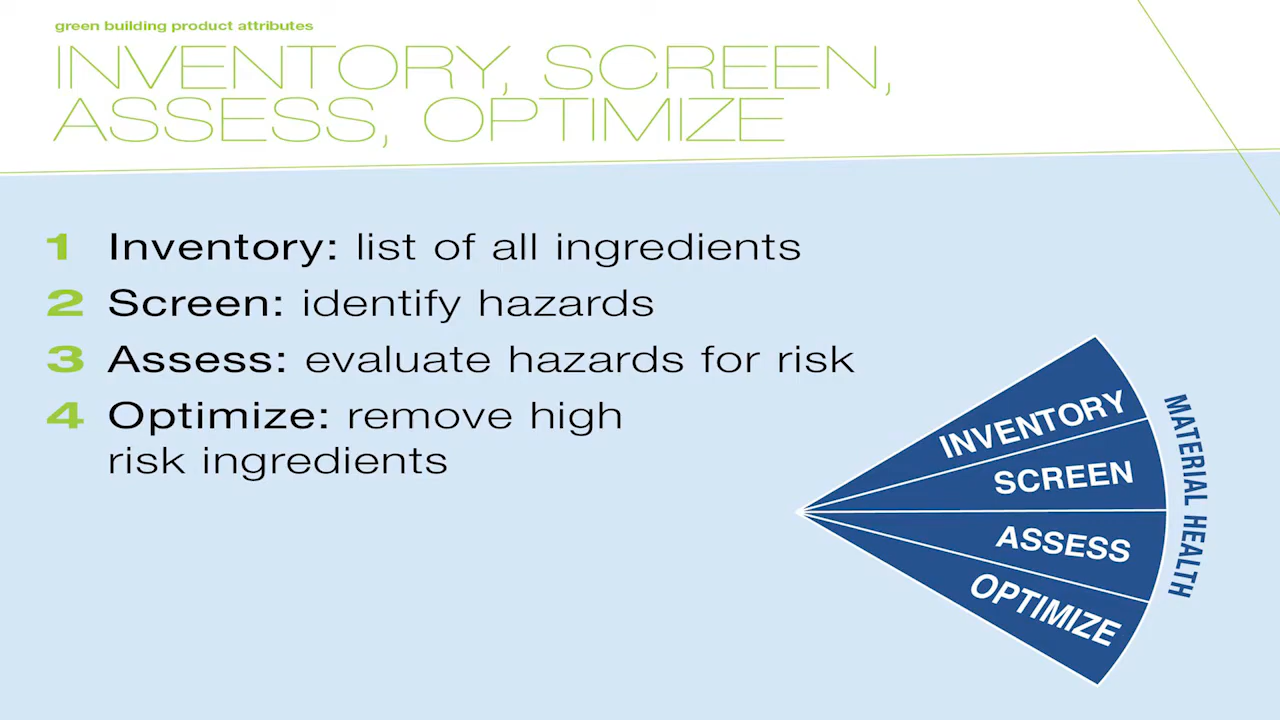 green building product attributes
INVENTORY, SCREEN,
ASSESS, OPTIMIZE
1 Inventory: list of all ingredients
2 Screen: identify hazards
3 Assess: evaluate hazards for risk
4 Optimize: remove high
risk ingredients
INVENTORY
SCREEN
ASSESS
OPTIMIZE
MATERIAL HEALTH